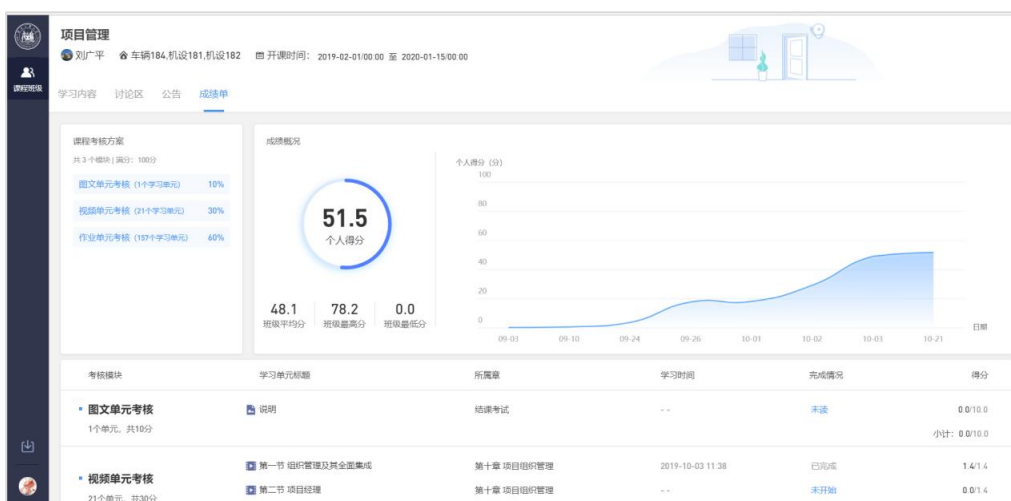 项目管理
刘广平 车辆184,机设181,机设182 开课时间： 2019-02-01/00:00 至 2020-01-15/00:00
课程班级
学习内容 讨论区 公告 成绩单
课程考核方案
共 3 个模块 | 满分：100分
图文单元考核 (1个学习单元) 10%
视频单元考核 (21个学习单元) 30%
作业单元考核 (157个学习单元) 60%
成绩概况
51.5
个人得分
48.1 78.2 0.0
班级平均分 班级最高分 班级最低分
个人得分（分）
100
80
60
40
20
0
日期
09-03 09-10 09-24 09-26 10-01 10-02 10-03 10-21
考核模块 学习单元标题 所属章 学习时间 完成情况 得分
图文单元考核 说明 结课考试 - - 未读 0.0/10.0
1个单元，共10分
小计： 0.0/10.0
第一节 组织管理及其全面集成 第十章 项目组织管理 2019-10-03 11:38 已完成 1.4/1.4
视频单元考核
第二节 项目经理 第十章 项目组织管理 - - 未开始 0.0/1.4
21个单元，共30分